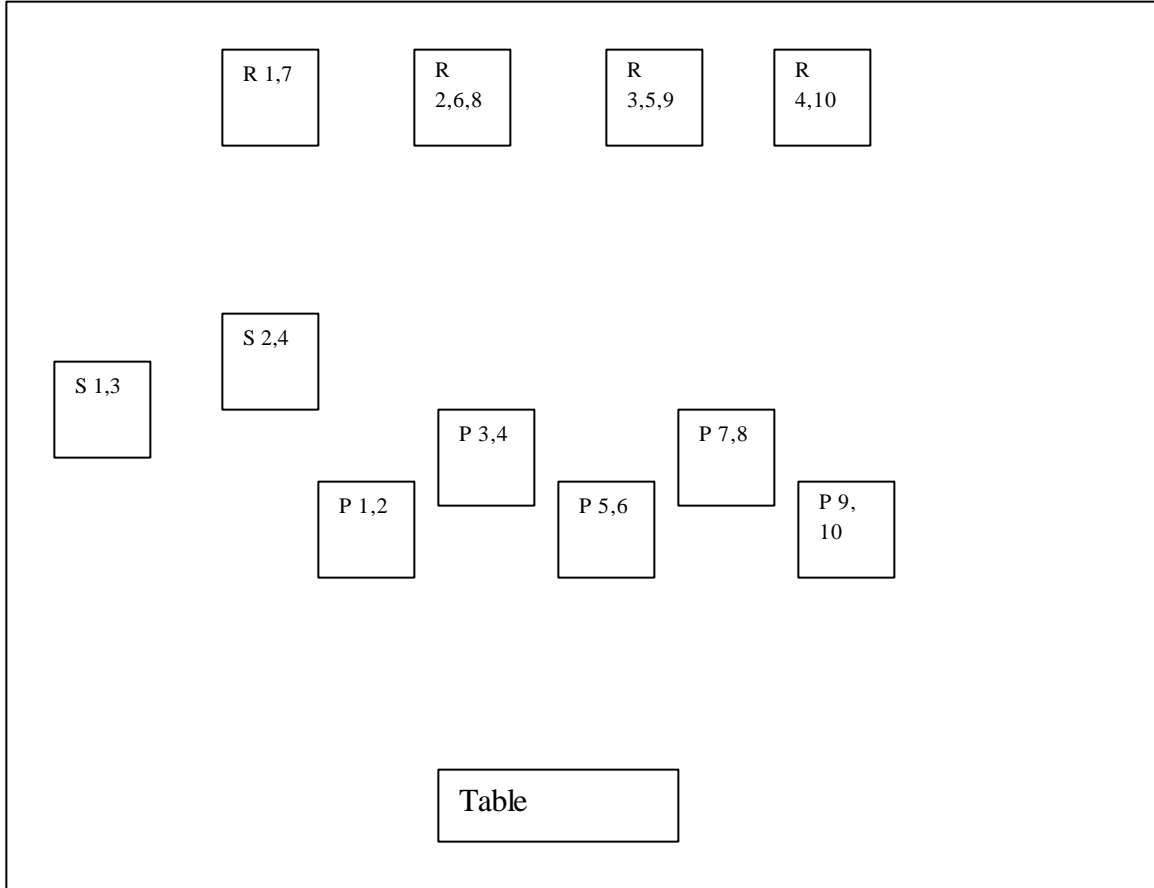 R 1,7
R
2,6,8
R
3,5,9
R
4,10
S 2,4
S 1,3
P 3,4
P 7,8
P 1,2
P 5,6
P 9,
10
Table